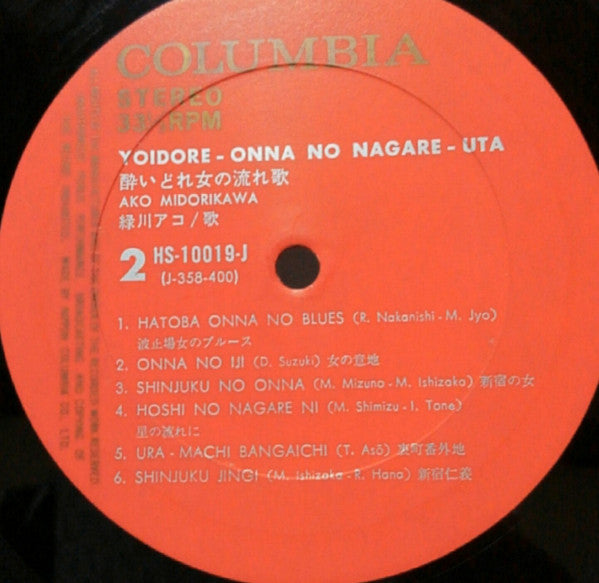 COLUMBIA
STEREO
33⅓RPM
YOIDORE - ONNA NO NAGARE - UTA
酔いどれ女の流れ歌
AKO MIDORIKAWA
緑川アコ / 歌
2 HS-10019-J
(J-358-400)
1. HATOBA ONNA NO BLUES (R. Nakanishi - M. Jyo)
波止場女のブルース
2. ONNA NO IJI (D. Suzuki) 女の意地
3. SHINJUKU NO ONNA (M. Mizuno - M. Ishizaka) 新宿の女
4. HOSHI NO NAGARE NI (M. Shimizu - I. Tone)
星の流れに
5. URA - MACHI BANGAICHI (T. Asō) 裏町番外地
6. SHINJUKU JINGI (M. Ishizaka - R. Hano) 新宿仁義